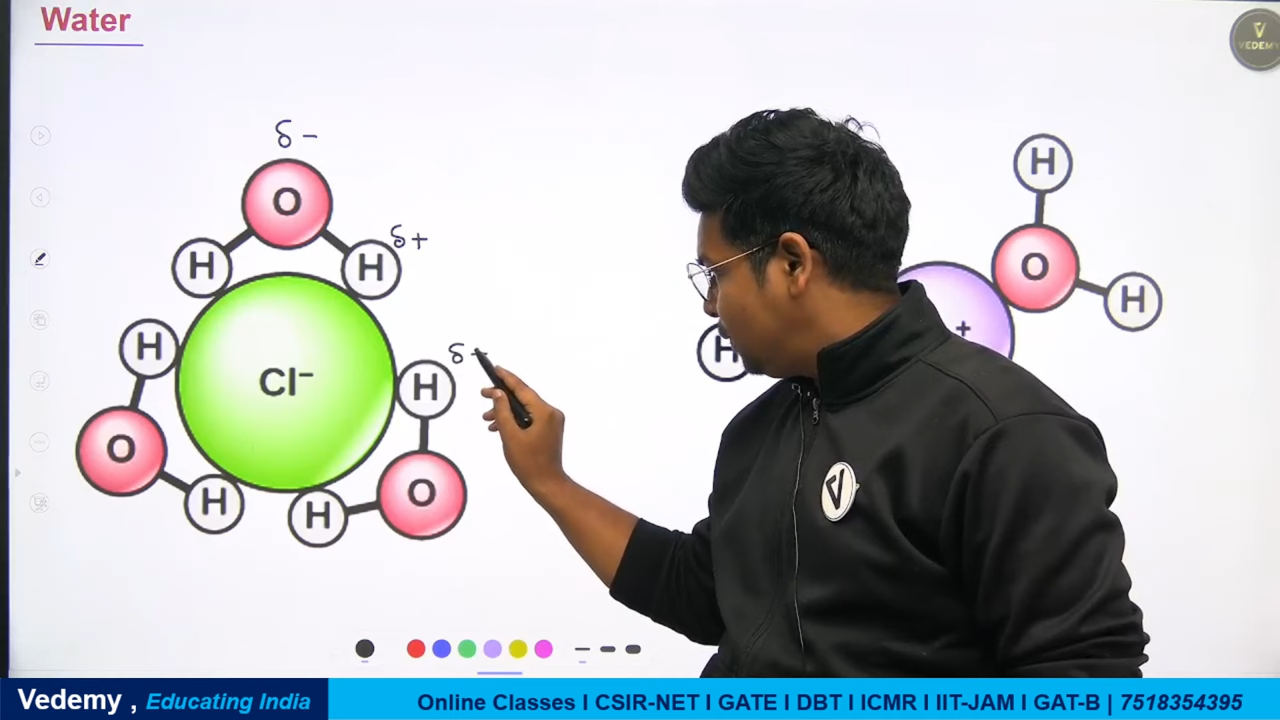 Water
VEDEMY
δ −
O
H
H
δ +
Cl⁻
H
O
H
H
δ
H
O
H
O
H
H
+
Vedemy , Educating India
Online Classes I CSIR-NET I GATE I DBT I ICMR I IIT-JAM I GAT-B | 7518354395